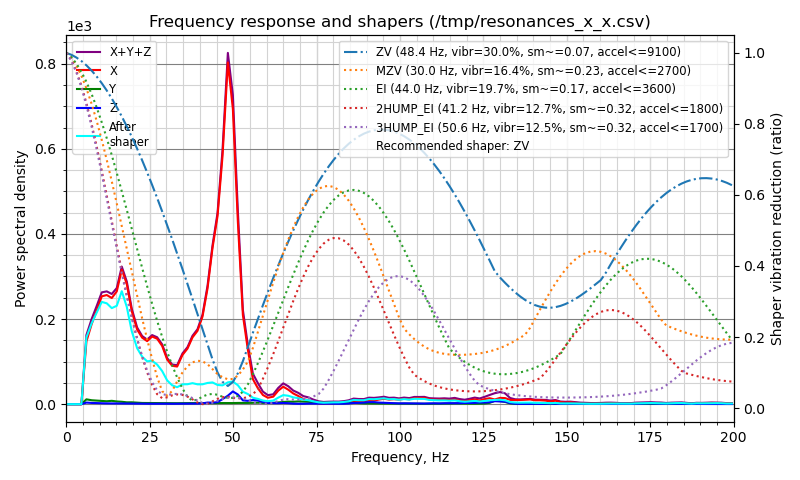 Frequency response and shapers (/tmp/resonances_x_x.csv)
1e3
X+Y+Z
X
Y
Z
After
shaper
ZV (48.4 Hz, vibr=30.0%, sm~=0.07, accel<=9100)
MZV (30.0 Hz, vibr=16.4%, sm~=0.23, accel<=2700)
EI (44.0 Hz, vibr=19.7%, sm~=0.17, accel<=3600)
2HUMP_EI (41.2 Hz, vibr=12.7%, sm~=0.32, accel<=1800)
3HUMP_EI (50.6 Hz, vibr=12.5%, sm~=0.32, accel<=1700)
Recommended shaper: ZV
Power spectral density
0.8
0.6
0.4
0.2
0.0
1.0
0.8
0.6
0.4
0.2
0.0
Shaper vibration reduction (ratio)
0 25 50 75 100 125 150 175 200
Frequency, Hz